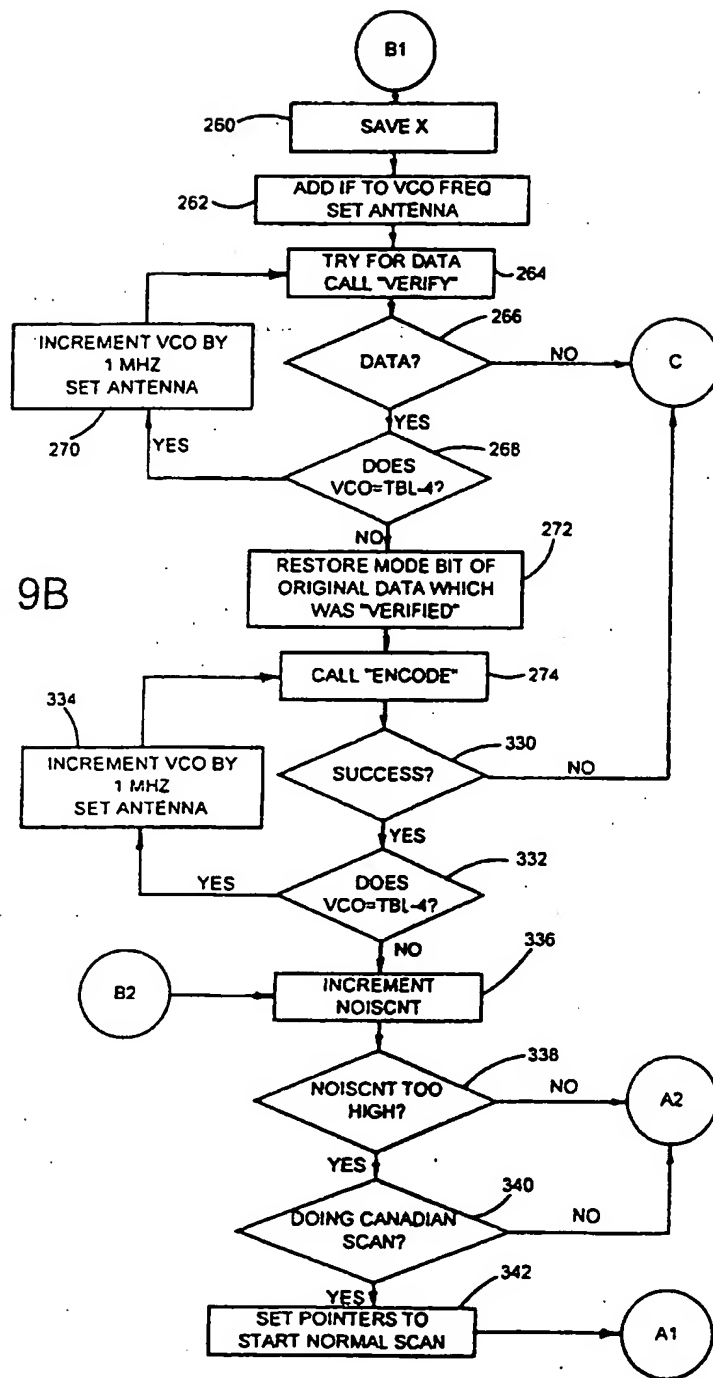 B1
260
SAVE X
262
ADD IF TO VCO FREQ
SET ANTENNA
TRY FOR DATA
CALL "VERIFY"
264
266
INCREMENT VCO BY
1 MHZ
SET ANTENNA
270
DATA?
NO
C
YES
YES
268
DOES
VCO=TBL-4?
NO
272
RESTORE MODE BIT OF
ORIGINAL DATA WHICH
WAS "VERIFIED"
9B
CALL "ENCODE"
274
334
INCREMENT VCO BY
1 MHZ
SET ANTENNA
330
SUCCESS?
NO
YES
332
YES
DOES
VCO=TBL-4?
NO
336
B2
INCREMENT
NOISCNT
338
NOISCNT TOO
HIGH?
NO
A2
YES
340
DOING CANADIAN
SCAN?
NO
YES
342
SET POINTERS TO
START NORMAL SCAN
A1